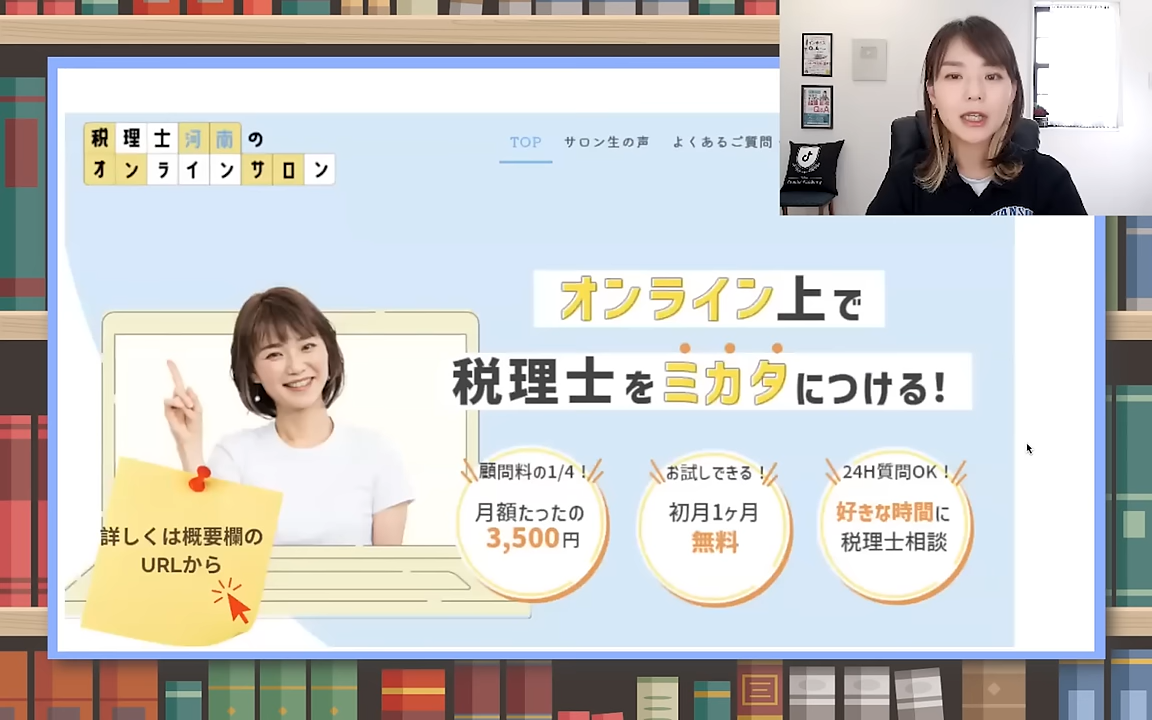 税理士河南の
オンラインサロン
TOP サロン生の声 よくあるご質問
オンライン上で
税理士をミカタにつける!
顧問料の1/4!
月額たったの
3,500円
お試しできる!
初月1ヶ月
無料
24H質問OK!
好きな時間に
税理士相談
詳しくは概要欄の
URLから